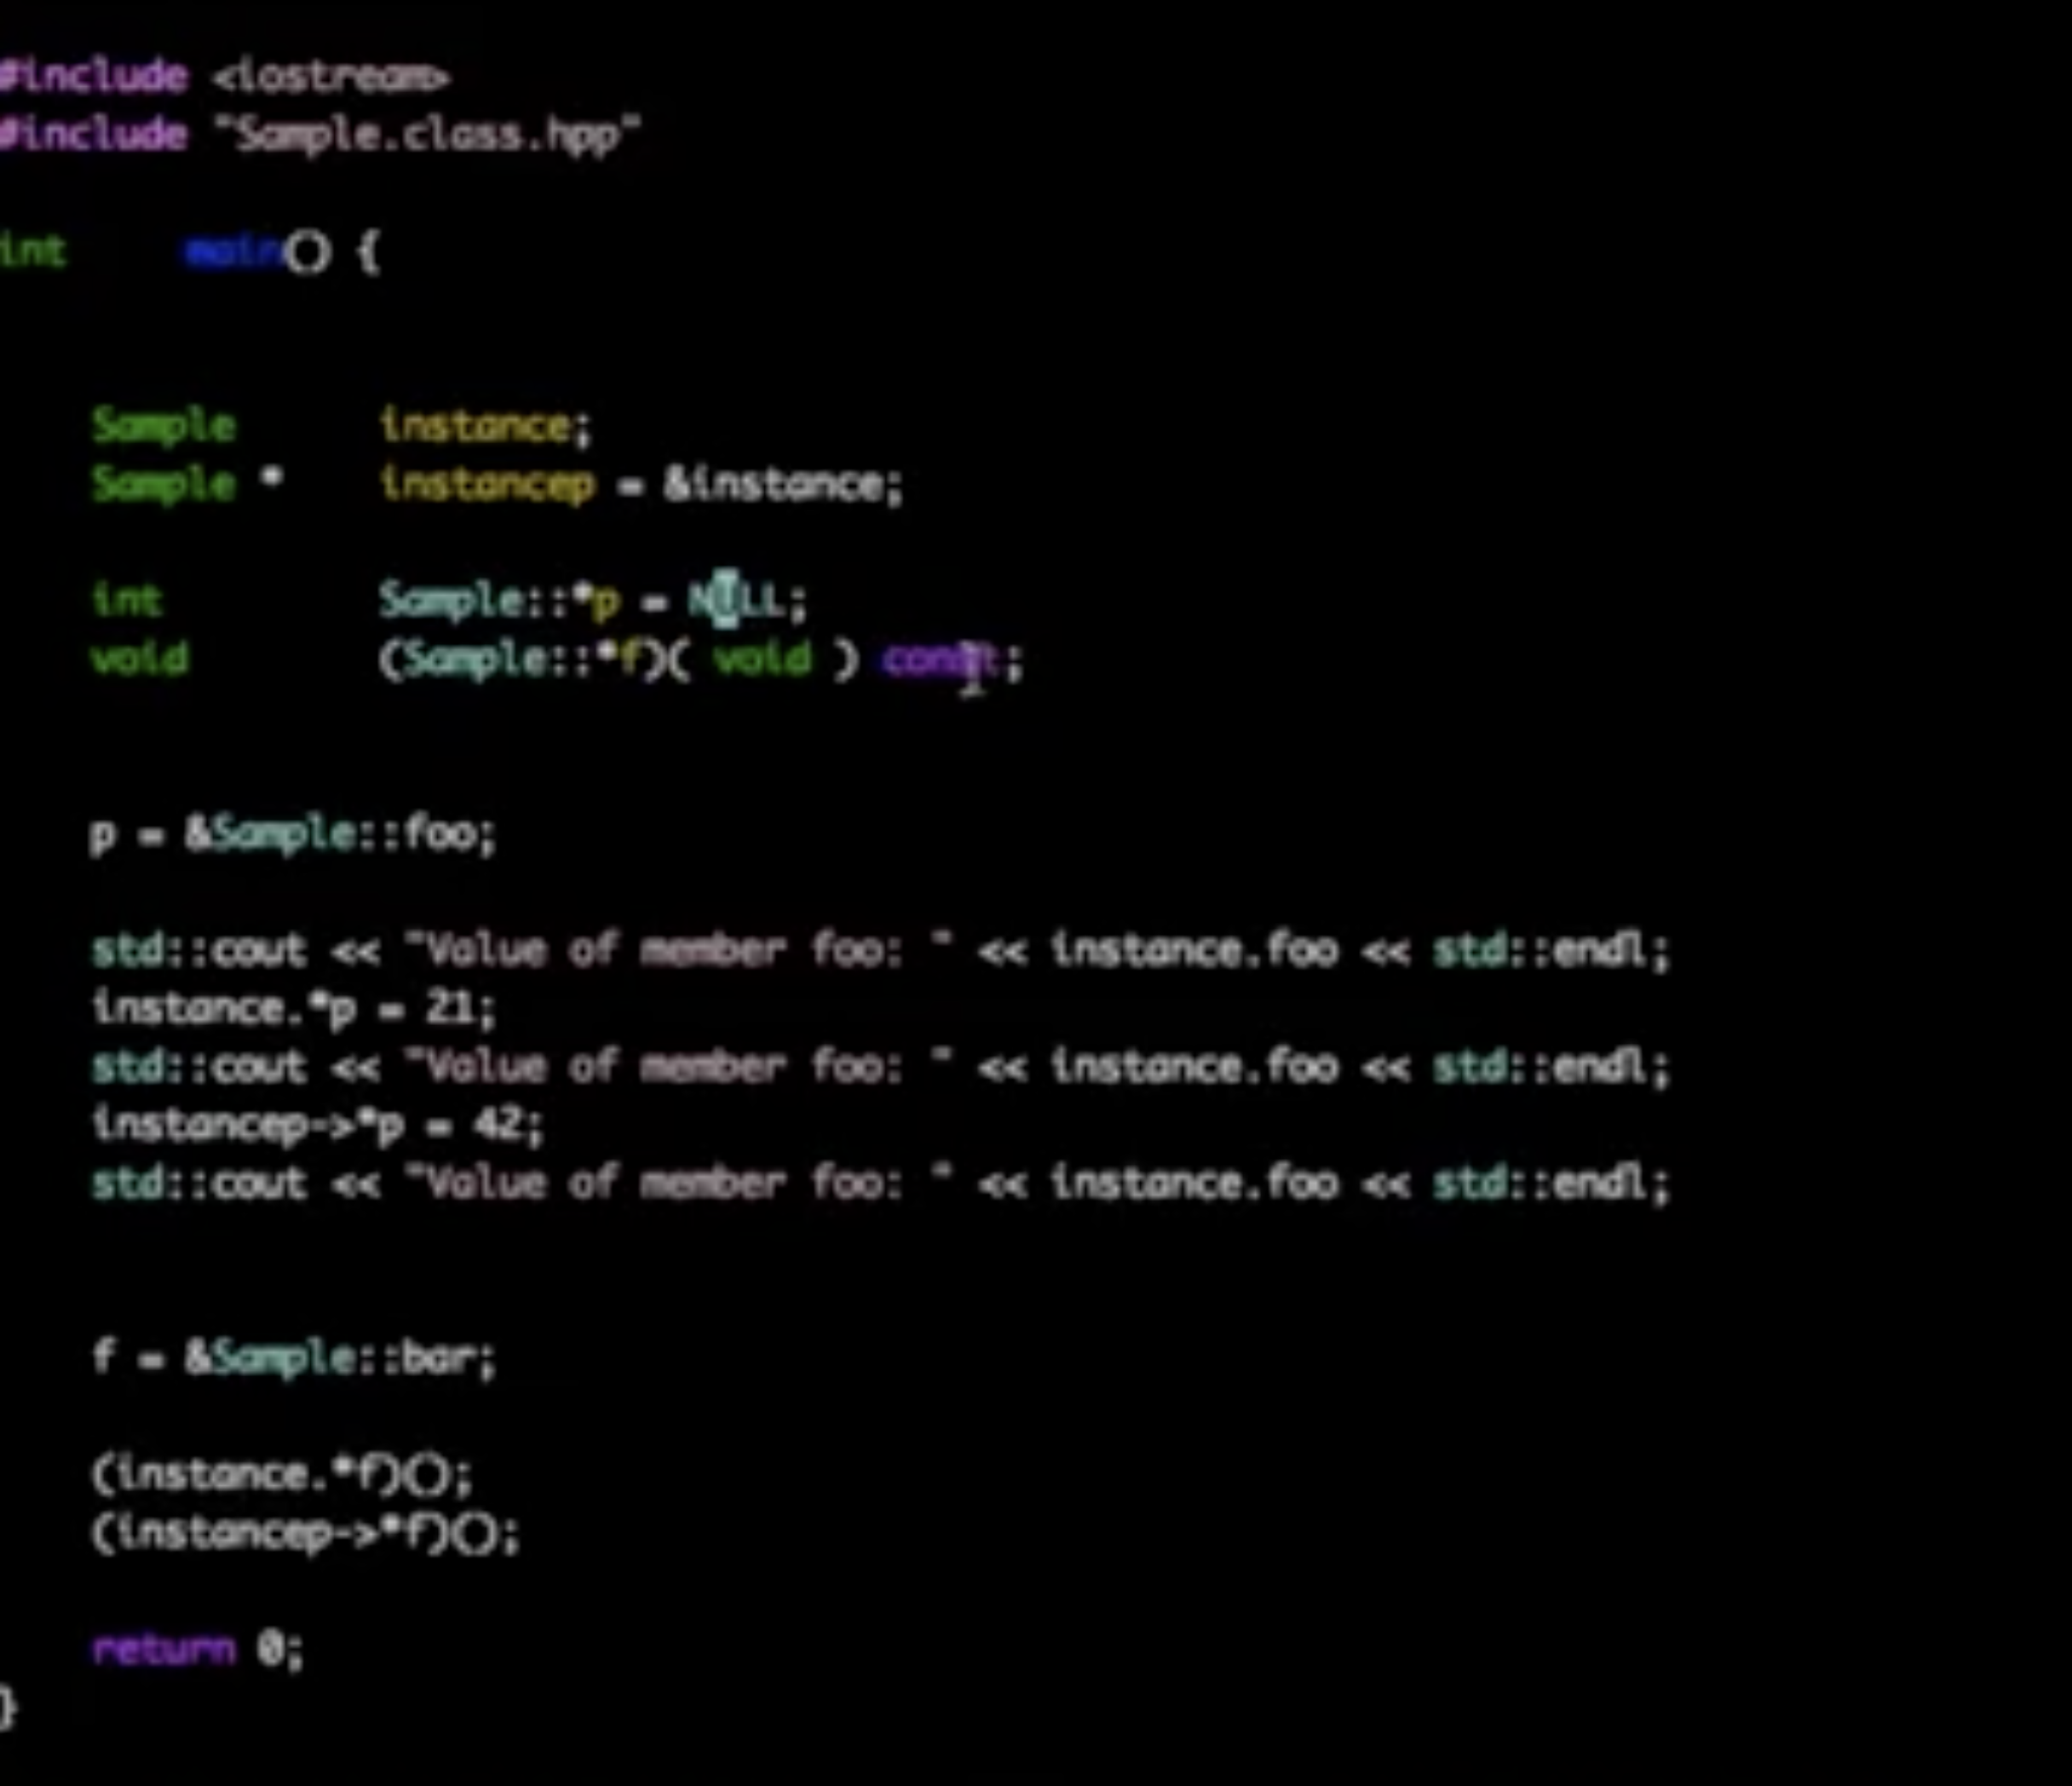 #include <iostream>
#include "Sample.class.hpp"
int main() {
Sample instance;
Sample * instancep = &instance;
int Sample::*p = NULL;
void (Sample::*f)( void ) const;
p = &Sample::foo;
std::cout << "Value of member foo: " << instance.foo << std::endl;
instance.*p = 21;
std::cout << "Value of member foo: " << instance.foo << std::endl;
instancep->*p = 42;
std::cout << "Value of member foo: " << instance.foo << std::endl;
f = &Sample::bar;
(instance.*f)();
(instancep->*f)();
return 0;
}